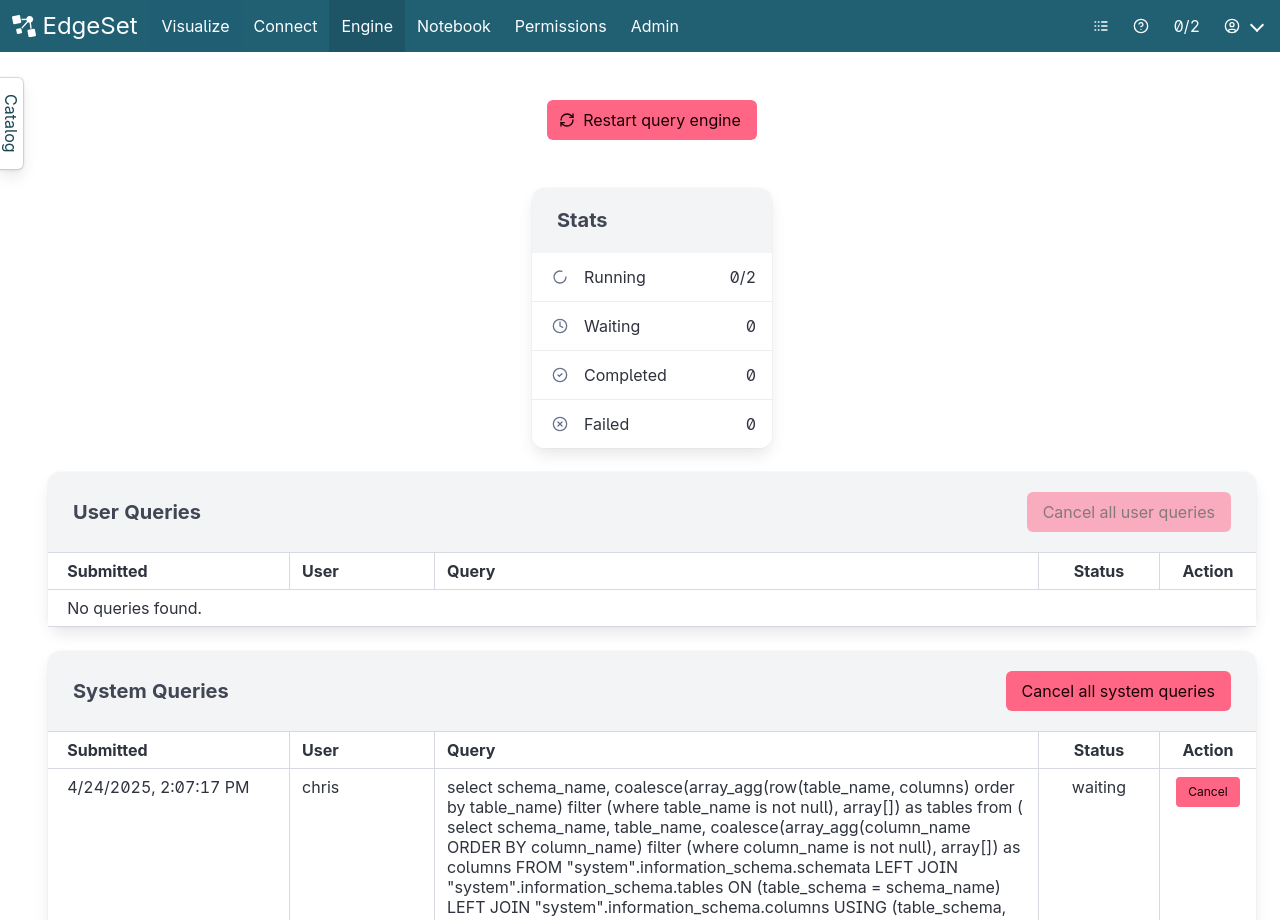 EdgeSet Visualize Connect Engine Notebook Permissions Admin 0/2
Catalog
Restart query engine
Stats
Running 0/2
Waiting 0
Completed 0
Failed 0
User Queries Cancel all user queries
Submitted User Query Status Action
No queries found.
System Queries Cancel all system queries
Submitted User Query Status Action
4/24/2025, 2:07:17 PM chris select schema_name, coalesce(array_agg(row(table_name, columns) order waiting Cancel
by table_name) filter (where table_name is not null), array[]) as tables from (
select schema_name, table_name, coalesce(array_agg(column_name
ORDER BY column_name) filter (where column_name is not null), array[]) as
columns FROM "system".information_schema.schemata LEFT JOIN
"system".information_schema.tables ON (table_schema = schema_name)
LEFT JOIN "system".information_schema.columns USING (table_schema,